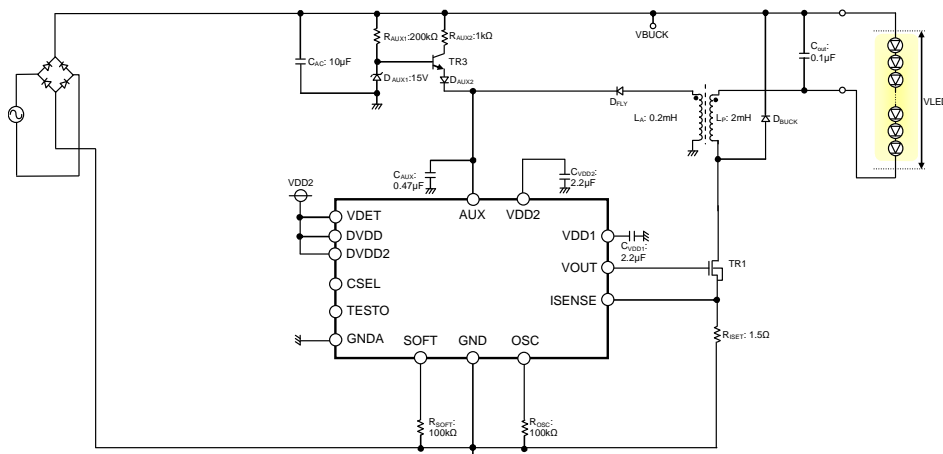 VBUCK
RAUX1:200kΩ
RAUX2:1kΩ
CAC: 10µF
TR3
DAUX1:15V
DAUX2
Cout:
0.1µF
VLED
DFLY
LA: 0.2mH
LP: 2mH
DBUCK
CAUX:
0.47µF
CVDD2:
2.2µF
VDD2
AUX
VDD2
VDET
DVDD
DVDD2
CSEL
TESTO
GNDA
VDD1
CVDD1:
2.2µF
VOUT
ISENSE
TR1
RISET: 1.5Ω
SOFT
GND
OSC
RSOFT:
100kΩ
ROSC:
100kΩ